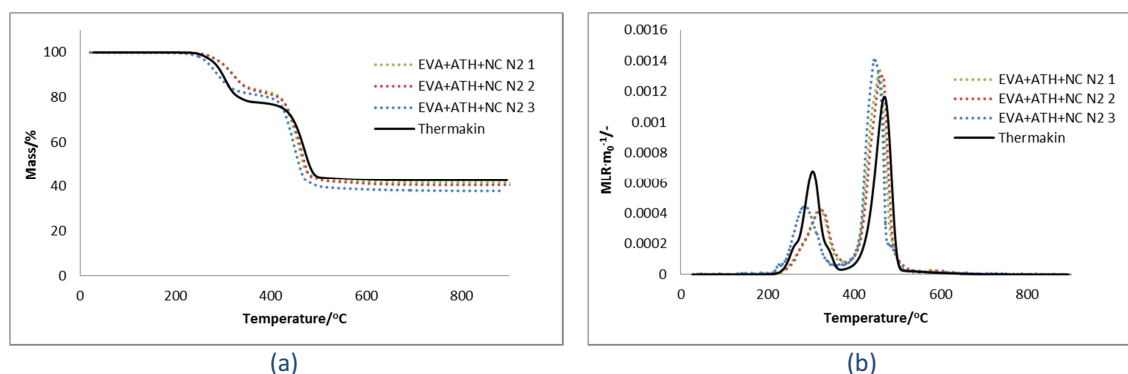 100
80
60
40
20
0
Mass/%
0 200 400 600 800
Temperature/ºC
EVA+ATH+NC N2 1
EVA+ATH+NC N2 2
EVA+ATH+NC N2 3
Thermakin
(a)
0.0016
0.0014
0.0012
0.001
0.0008
0.0006
0.0004
0.0002
0
MLR·m₀⁻¹/-
0 200 400 600 800
Temperature/ºC
EVA+ATH+NC N2 1
EVA+ATH+NC N2 2
EVA+ATH+NC N2 3
Thermakin
(b)